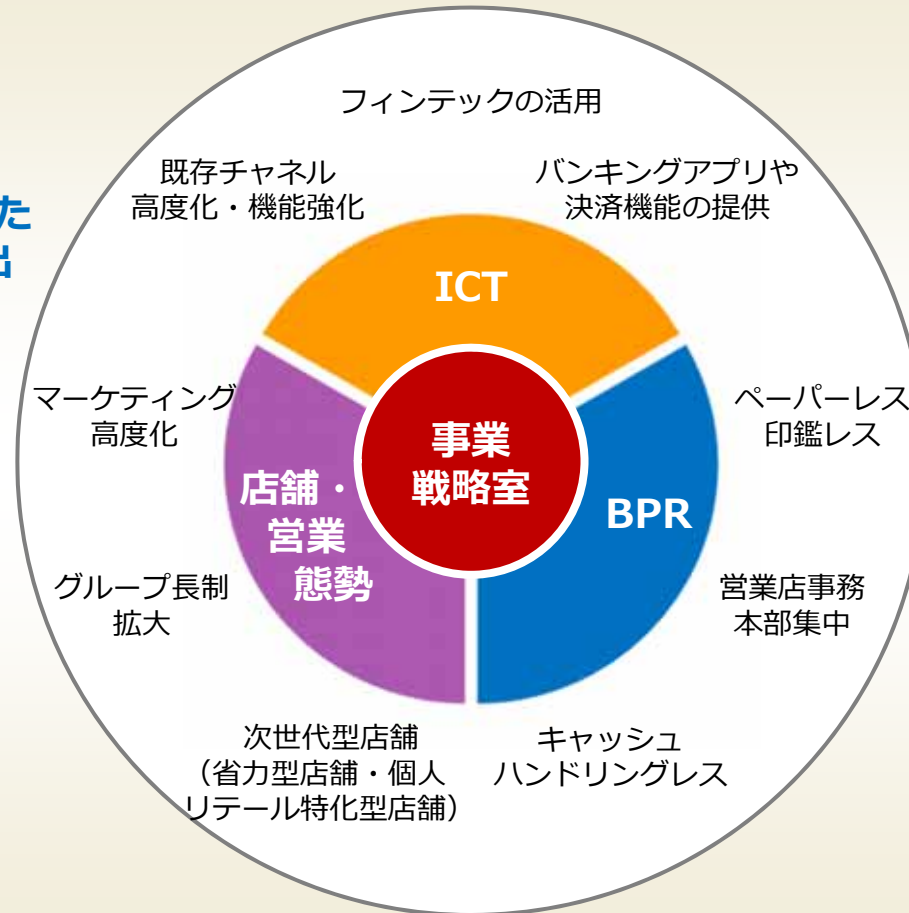 フィンテックの活用
既存チャネル
高度化・機能強化
バンキングアプリや
決済機能の提供
た
出
ICT
マーケティング
高度化
ペーパーレス
印鑑レス
事業
戦略室
店舗・
営業
態勢
BPR
グループ長制
拡大
営業店事務
本部集中
次世代型店舗
（省力型店舗・個人
リテール特化型店舗）
キャッシュ
ハンドリングレス